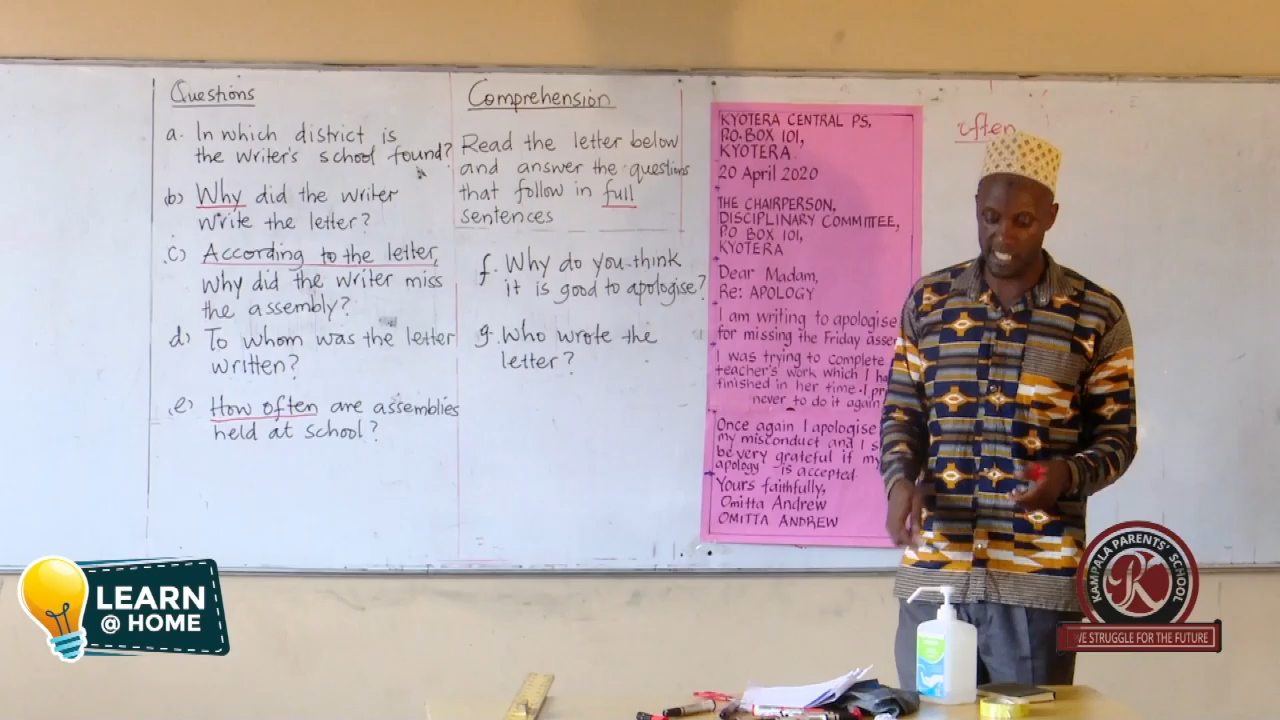 Questions
a. In which district is
the writer's school found?
b) Why did the writer
write the letter?
c) According to the letter,
why did the writer miss
the assembly?
d) To whom was the letter
written?
e) How often are assemblies
held at school?
Comprehension
Read the letter below
and answer the questions
that follow in full
sentences
f. Why do you think
it is good to apologise?
g. Who wrote the
letter?
KYOTERA CENTRAL PS,
P.O. BOX 101,
KYOTERA.
20 April 2020
THE CHAIRPERSON,
DISCIPLINARY COMMITTEE,
PO BOX 101,
KYOTERA
Dear Madam,
Re: APOLOGY
I am writing to apologise
for missing the Friday
I was trying to complete
teacher's work which I
finished in her time. I
never to do it again
Once again I apologise
my misconduct and I
be very grateful if my
apology is accepted.
Yours faithfully,
Omitta Andrew
OMITTA ANDREW
often
LEARN
@ HOME
KAMPALA PARENTS' SCHOOL
WE STRUGGLE FOR THE FUTURE